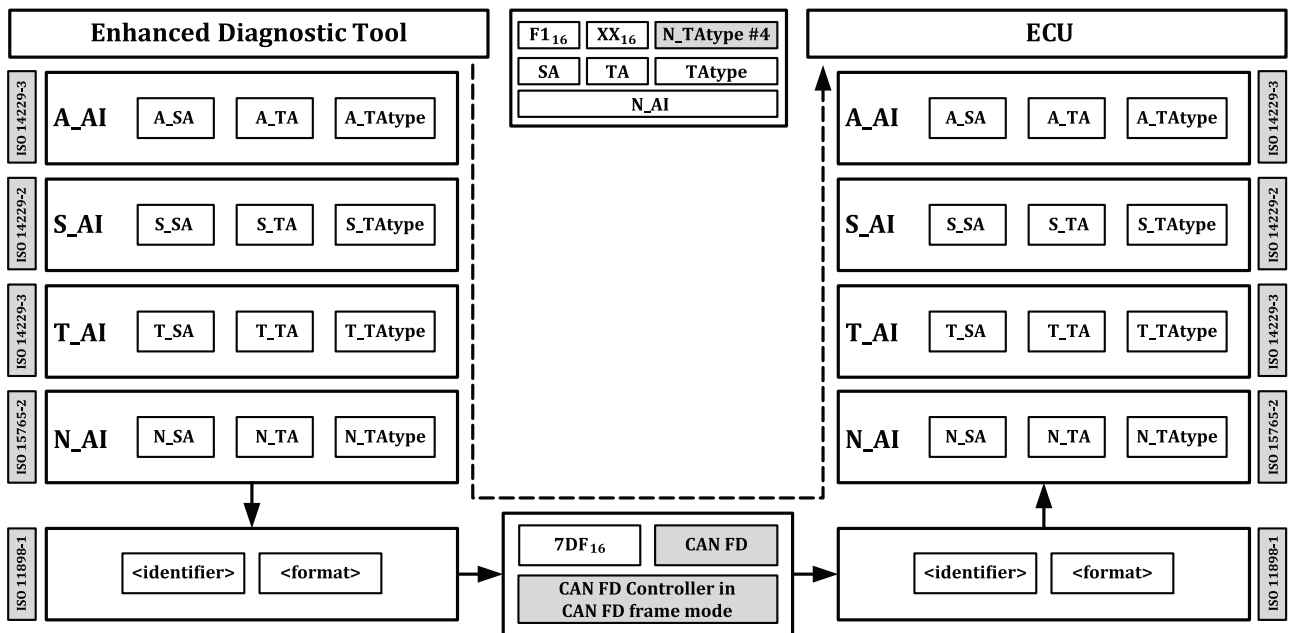 Enhanced Diagnostic Tool
F1₁₆ XX₁₆ N_TAtype #4
SA TA TAtype
N_AI
ECU
ISO 14229-3
A_AI A_SA A_TA A_TAtype
ISO 14229-2
S_AI S_SA S_TA S_TAtype
ISO 14229-3
T_AI T_SA T_TA T_TAtype
ISO 15765-2
N_AI N_SA N_TA N_TAtype
ISO 11898-1
<identifier> <format>
7DF₁₆ CAN FD
CAN FD Controller in
CAN FD frame mode
A_AI A_SA A_TA A_TAtype
ISO 14229-3
S_AI S_SA S_TA S_TAtype
ISO 14229-2
T_AI T_SA T_TA T_TAtype
ISO 14229-3
N_AI N_SA N_TA N_TAtype
ISO 15765-2
<identifier> <format>
ISO 11898-1